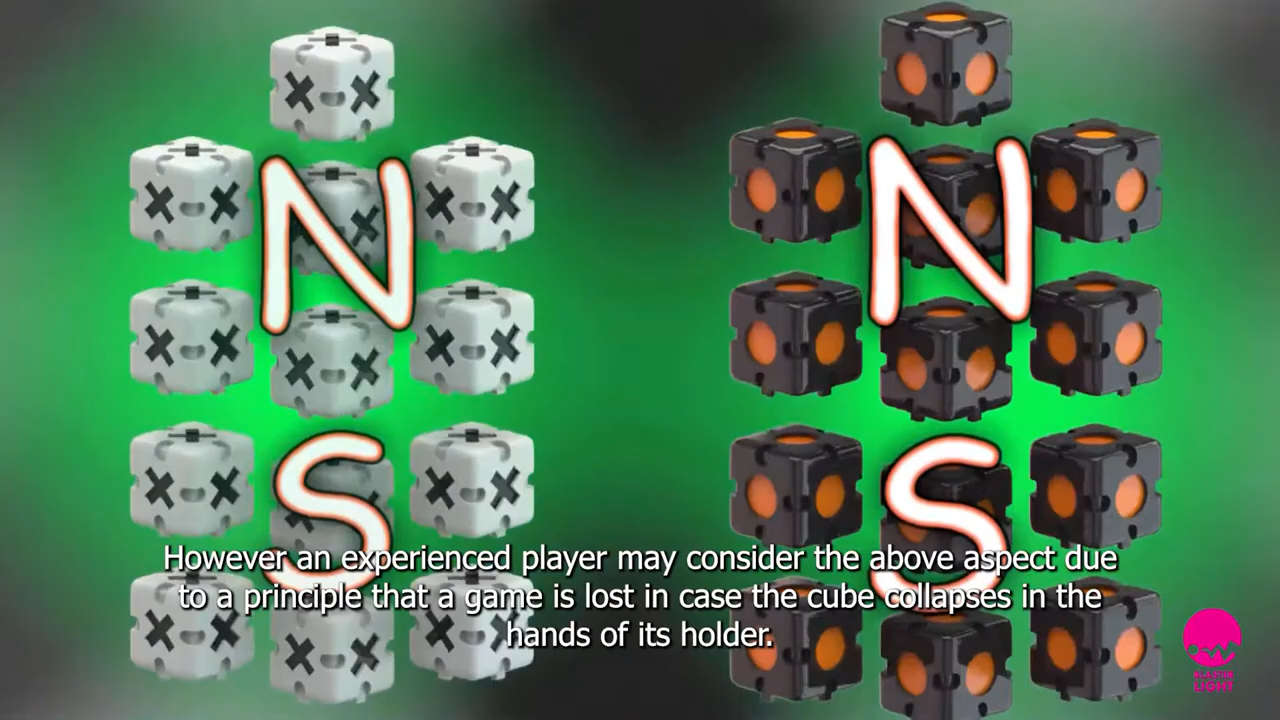 N N
S S
However an experienced player may consider the above aspect due
to a principle that a game is lost in case the cube collapses in the
hands of its holder.